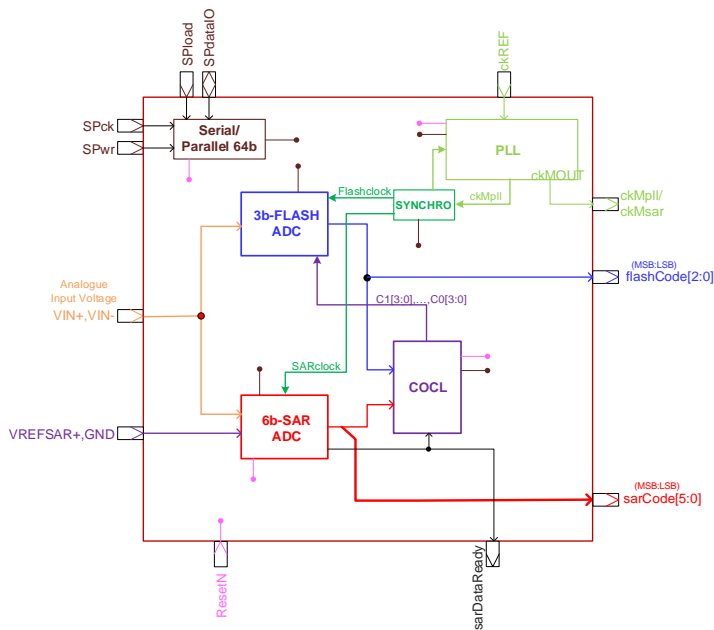 SPload
SPdataIO
ckREF
SPck
SPwr
Serial/
Parallel 64b
PLL
ckMOUT
Flashclock
SYNCHRO
ckMpll
ckMpll/
ckMsar
3b-FLASH
ADC
(MSB:LSB)
flashCode[2:0]
Analogue
Input Voltage
VIN+,VIN-
C1[3:0],...,C0[3:0]
SARclock
COCL
VREFSAR+,GND
6b-SAR
ADC
(MSB:LSB)
sarCode[5:0]
ResetN
sarDataReady